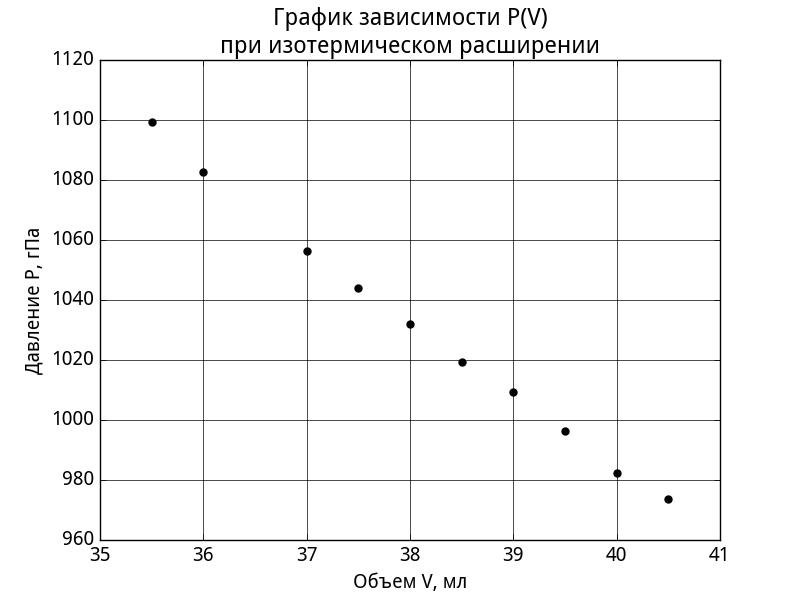 График зависимости P(V)
при изотермическом расширении
1120
1100
1080
1060
1040
1020
1000
980
960
Давление P, гПа
35 36 37 38 39 40 41
Объем V, мл